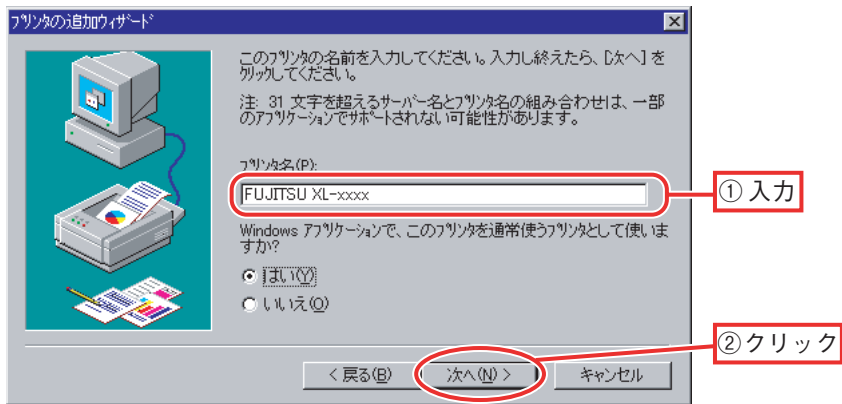 プリンタの追加ウィザード
このプリンタの名前を入力してください。入力し終えたら、[次へ] を
クリックしてください。
注: 31 文字を超えるサーバー名とプリンタ名の組み合わせは、一部
のアプリケーションでサポートされない可能性があります。
プリンタ名(P):
FUJITSU XL-xxxx
① 入力
Windows アプリケーションで、このプリンタを通常使うプリンタとして使いま
すか?
はい(Y)
いいえ(O)
②クリック
< 戻る(B)
次へ(N) >
キャンセル